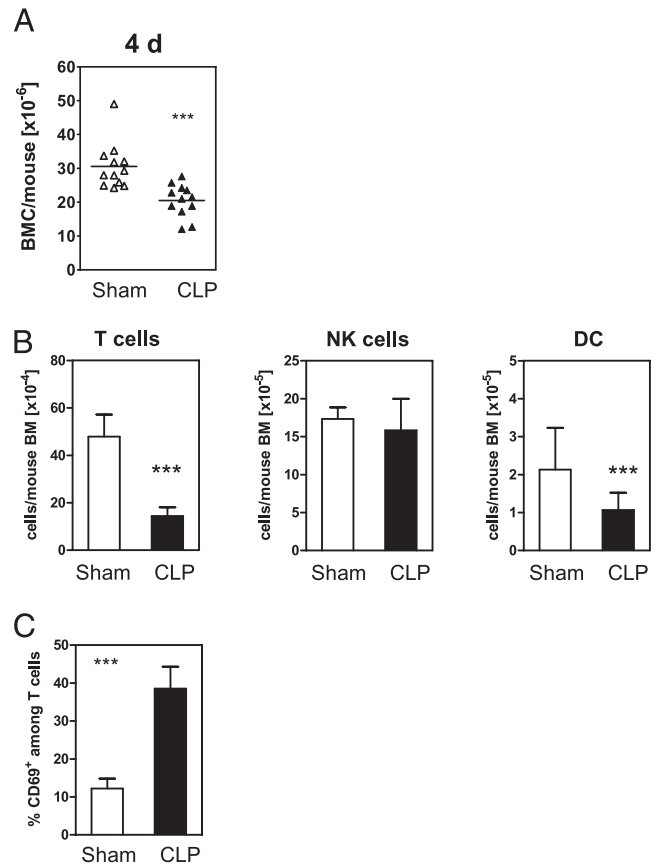 A
4 d
BMC/mouse [x10⁻⁶]
60
50
40
30
20
10
0
***
Sham CLP
B
T cells
cells/mouse BM [x10⁻⁴]
80
60
40
20
0
***
Sham CLP
NK cells
cells/mouse BM [x10⁻⁵]
25
20
15
10
5
0
Sham CLP
DC
cells/mouse BM [x10⁻⁵]
5
4
3
2
1
0
***
Sham CLP
C
% CD69⁺ among T cells
50
40
30
20
10
0
***
Sham CLP